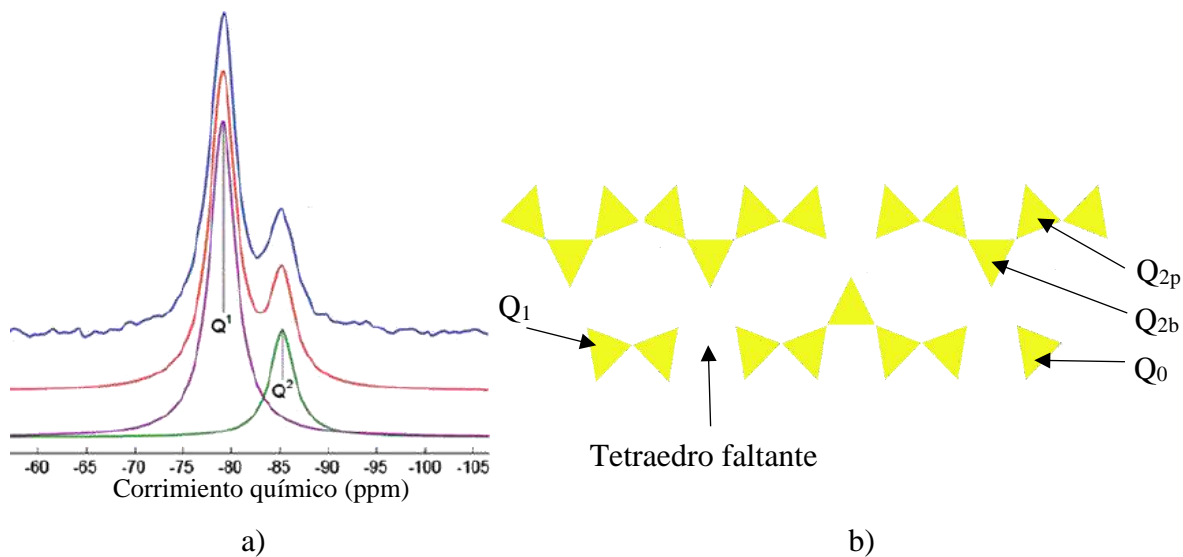 Q¹
Q²
-60 -65 -70 -75 -80 -85 -90 -95 -100 -105
Corrimiento químico (ppm)
a)
Q2p
Q2b
Q1
Q0
Tetraedro faltante
b)